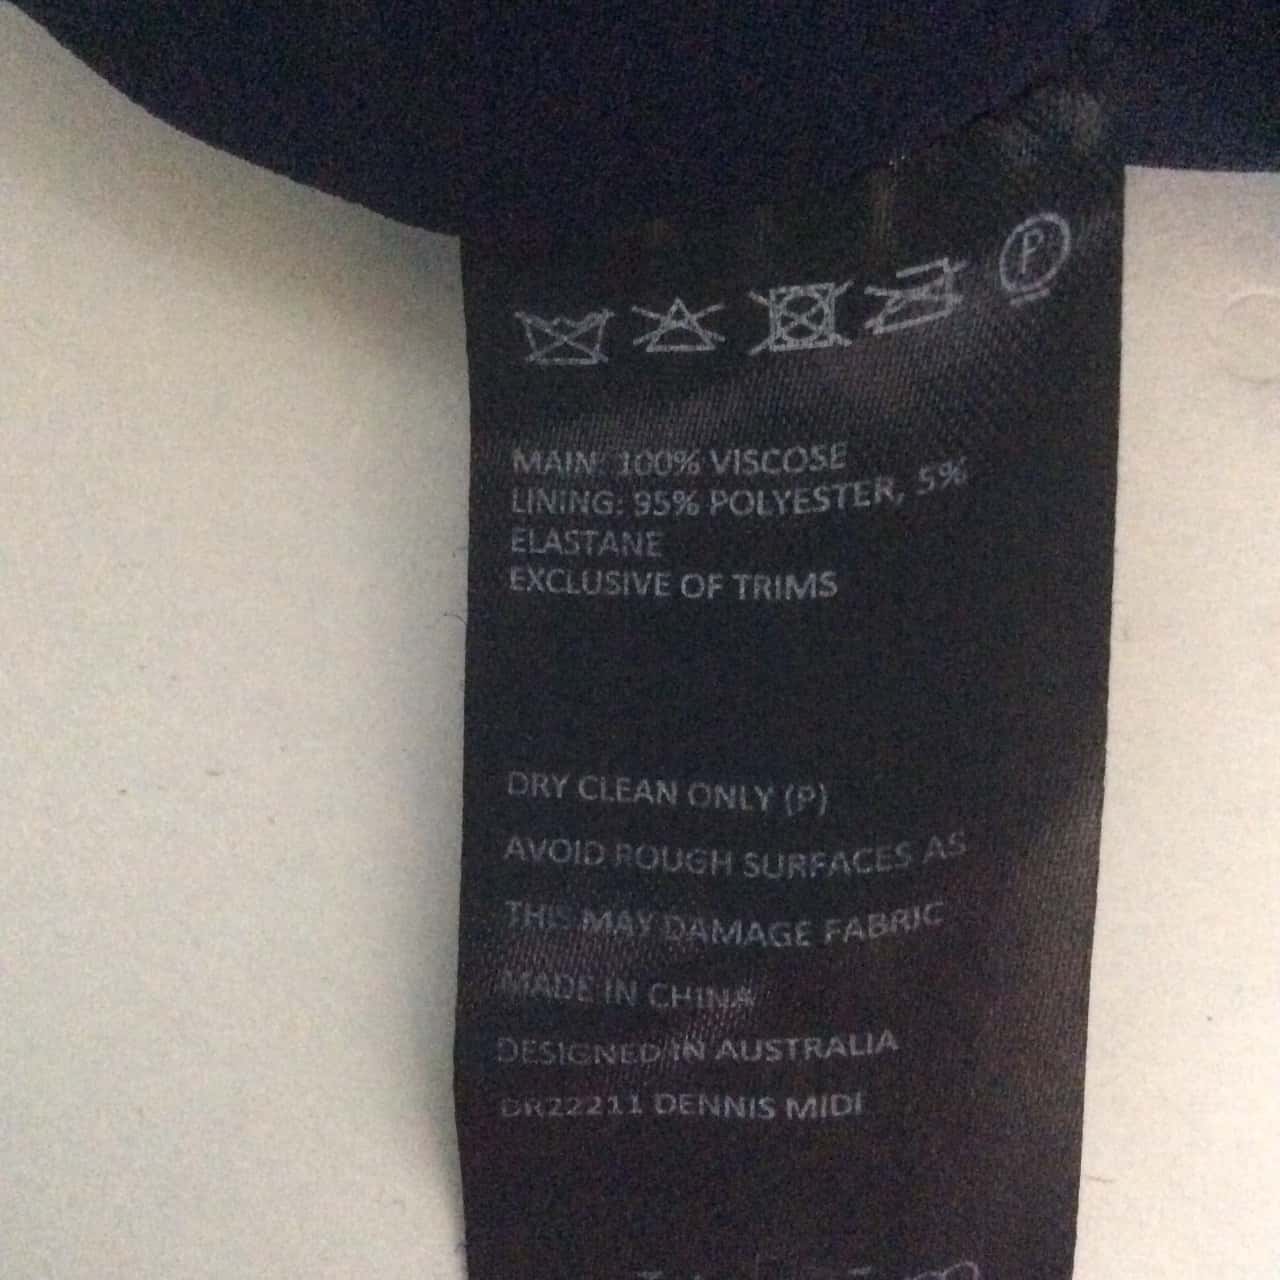 P
MAIN: 100% VISCOSE
LINING: 95% POLYESTER, 5%
ELASTANE
EXCLUSIVE OF TRIMS
DRY CLEAN ONLY (P)
AVOID ROUGH SURFACES AS
THIS MAY DAMAGE FABRIC
MADE IN CHINA
DESIGNED IN AUSTRALIA
DR22211 DENNIS MIDI